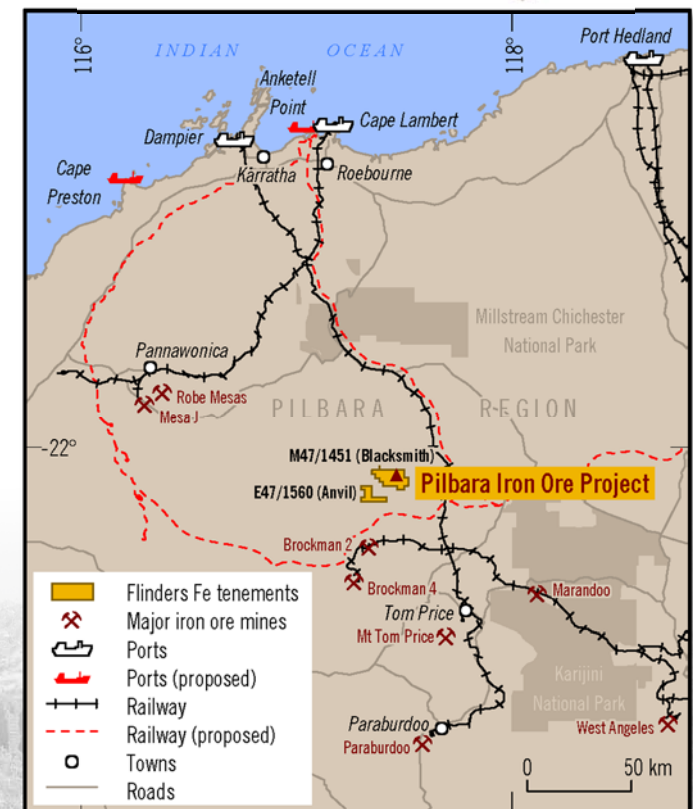 116°
118°
INDIAN OCEAN
Port Hedland
Anketell
Point
Cape Lambert
Dampier
Karratha
Roebourne
Cape
Preston
Millstream Chichester
National Park
Pannawonica
Robe Mesas
Mesa J
PILBARA REGION
-22°
M47/1451 (Blacksmith)
E47/1560 (Anvil)
Pilbara Iron Ore Project
Brockman 2
Brockman 4
Marandoo
Tom Price
Mt Tom Price
Karijini
National Park
Paraburdoo
Paraburdoo
West Angeles
Flinders Fe tenements
Major iron ore mines
Ports
Ports (proposed)
Railway
Railway (proposed)
Towns
Roads
0 50 km